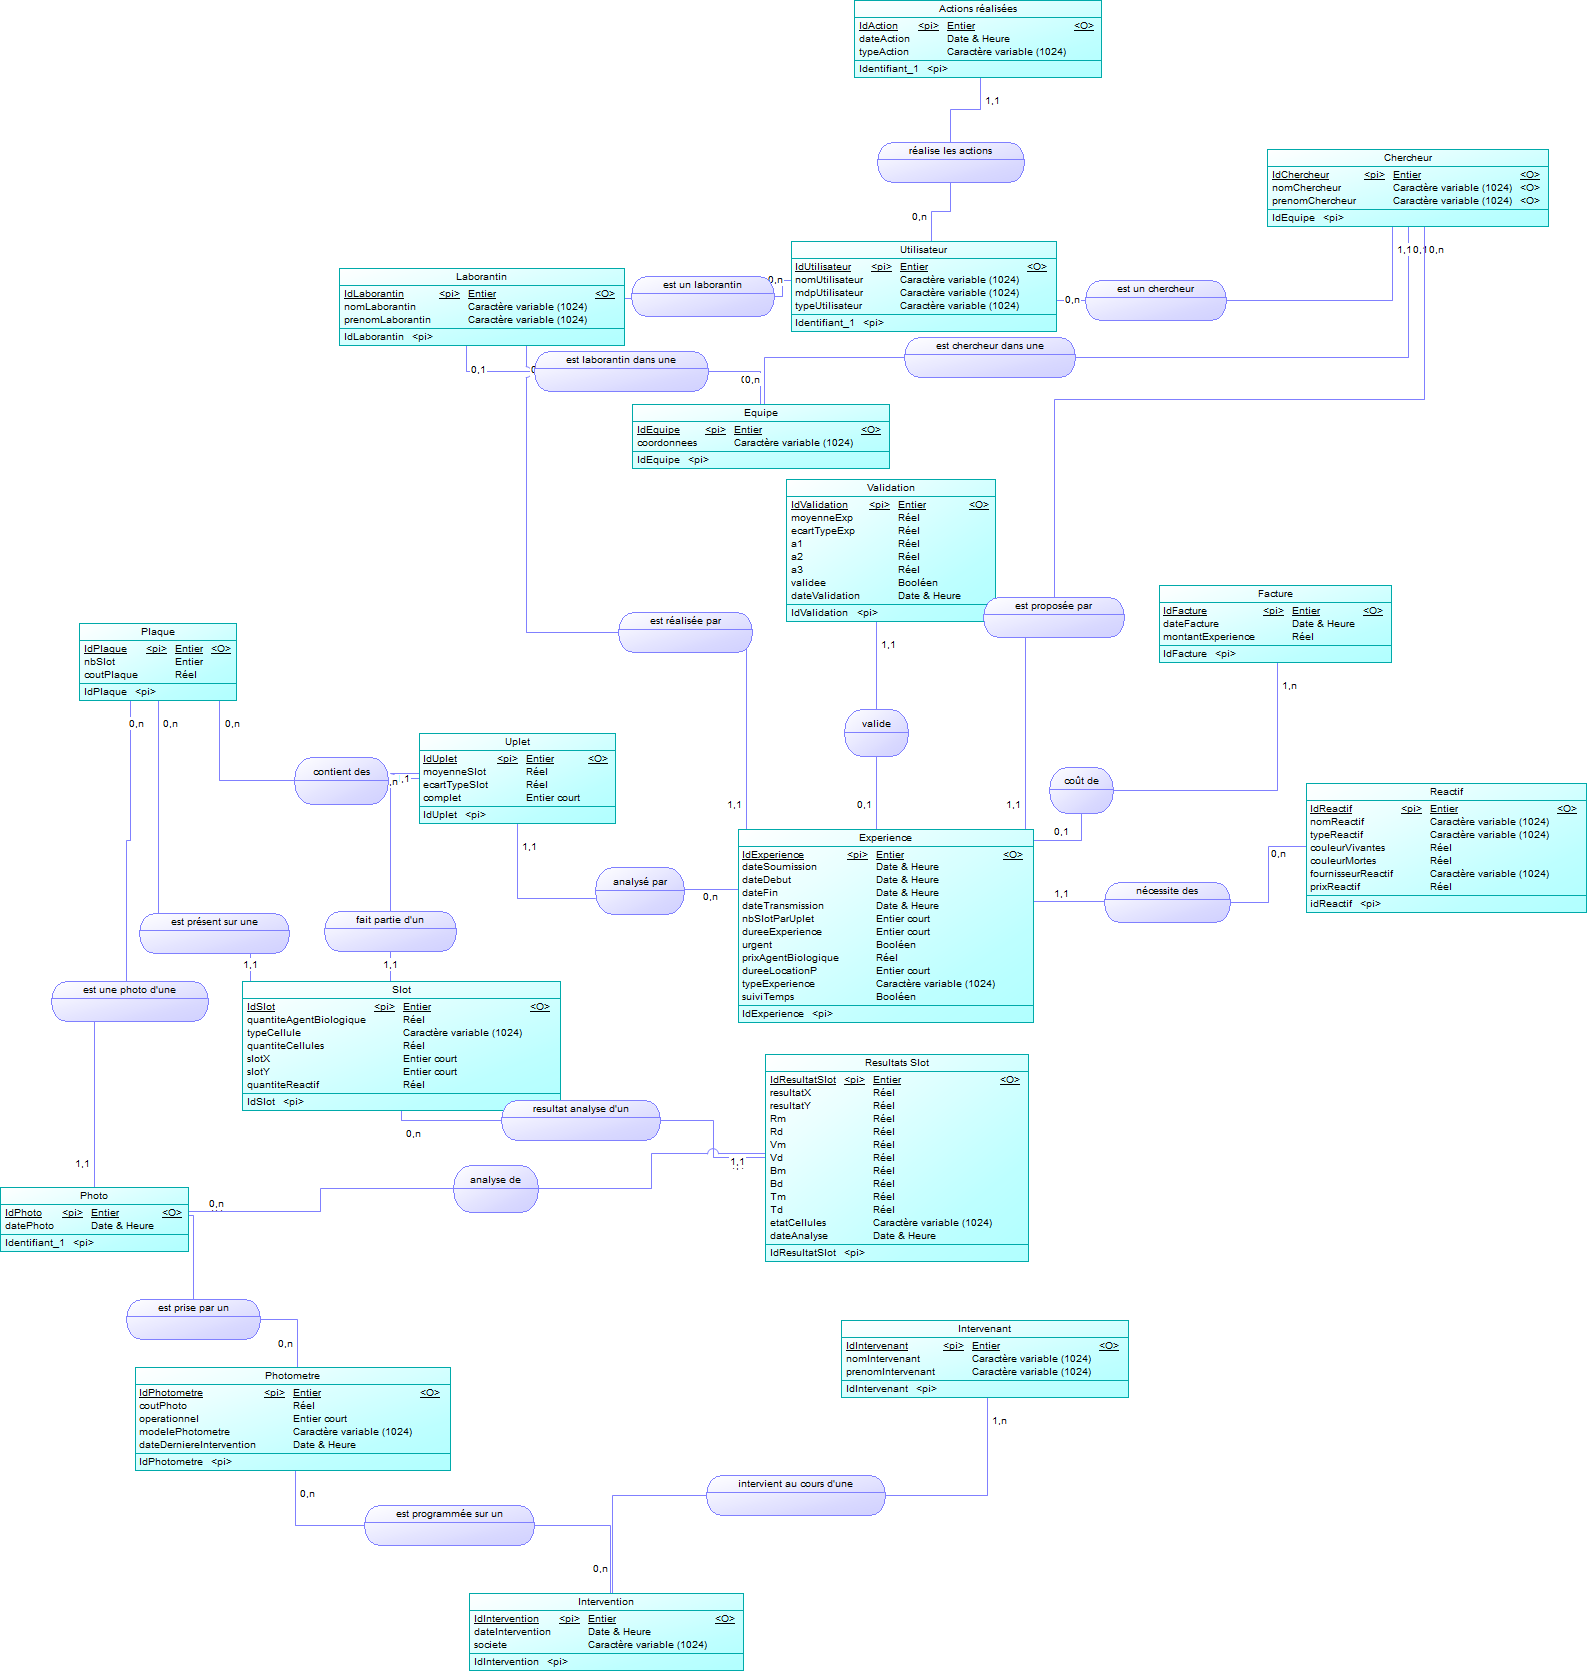 Actions réalisées
IdAction <pi> Entier <O>
dateAction Date & Heure
typeAction Caractère variable (1024)
Identifiant_1 <pi>
1,1
réalise les actions
0,n
Chercheur
IdChercheur <pi> Entier <O>
nomChercheur Caractère variable (1024) <O>
prenomChercheur Caractère variable (1024) <O>
IdEquipe <pi>
Utilisateur
IdUtilisateur <pi> Entier <O>
nomUtilisateur Caractère variable (1024)
mdpUtilisateur Caractère variable (1024)
typeUtilisateur Caractère variable (1024)
Identifiant_1 <pi>
Laborantin
IdLaborantin <pi> Entier <O>
nomLaborantin Caractère variable (1024)
prenomLaborantin Caractère variable (1024)
IdLaborantin <pi>
est un laborantin
0,n
0,n
est un chercheur
est chercheur dans une
0,1
est laborantin dans une
0,n
Equipe
IdEquipe <pi> Entier <O>
coordonnees Caractère variable (1024)
IdEquipe <pi>
Validation
IdValidation <pi> Entier <O>
moyenneExp Réel
ecartTypeExp Réel
a1 Réel
a2 Réel
a3 Réel
validee Booléen
dateValidation Date & Heure
IdValidation <pi>
est proposée par
est réalisée par
1,1
Facture
IdFacture <pi> Entier <O>
dateFacture Date & Heure
montantExperience Réel
IdFacture <pi>
1,n
Plaque
IdPlaque <pi> Entier <O>
nbSlot Entier
coutPlaque Réel
IdPlaque <pi>
0,n
0,n
0,n
valide
contient des
Uplet
IdUplet <pi> Entier <O>
moyenneSlot Réel
ecartTypeSlot Réel
complet Entier court
IdUplet <pi>
1,1
coût de
1,1
0,1
1,1
0,1
Reactif
IdReactif <pi> Entier <O>
nomReactif Caractère variable (1024)
typeReactif Caractère variable (1024)
couleurVivantes Réel
couleurMortes Réel
fournisseurReactif Caractère variable (1024)
prixReactif Réel
idReactif <pi>
0,n
Experience
IdExperience <pi> Entier <O>
dateSoumission Date & Heure
dateDebut Date & Heure
dateFin Date & Heure
dateTransmission Date & Heure
nbSlotParUplet Entier court
dureeExperience Entier court
urgent Booléen
prixAgentBiologique Réel
dureeLocationP Entier court
typeExperience Caractère variable (1024)
suiviTemps Booléen
IdExperience <pi>
analysé par
0,n
1,1
nécessite des
est présent sur une
fait partie d'un
1,1
1,1
est une photo d'une
Slot
IdSlot <pi> Entier <O>
quantiteAgentBiologique Réel
typeCellule Caractère variable (1024)
quantiteCellules Réel
slotX Entier court
slotY Entier court
quantiteReactif Réel
IdSlot <pi>
0,n
resultat analyse d'un
Resultats Slot
IdResultatSlot <pi> Entier <O>
resultatX Réel
resultatY Réel
Rm Réel
Rd Réel
Vm Réel
Vd Réel
Bm Réel
Bd Réel
Tm Réel
Td Réel
etatCellules Caractère variable (1024)
dateAnalyse Date & Heure
IdResultatSlot <pi>
1,1
analyse de
1,1
Photo
IdPhoto <pi> Entier <O>
datePhoto Date & Heure
Identifiant_1 <pi>
0,n
est prise par un
0,n
Photometre
IdPhotometre <pi> Entier <O>
coutPhoto Réel
operationnel Entier court
modelePhotometre Caractère variable (1024)
dateDerniereIntervention Date & Heure
IdPhotometre <pi>
0,n
Intervenant
IdIntervenant <pi> Entier <O>
nomIntervenant Caractère variable (1024)
prenomIntervenant Caractère variable (1024)
IdIntervenant <pi>
1,n
intervient au cours d'une
est programmée sur un
0,n
Intervention
IdIntervention <pi> Entier <O>
dateIntervention Date & Heure
societe Caractère variable (1024)
IdIntervention <pi>